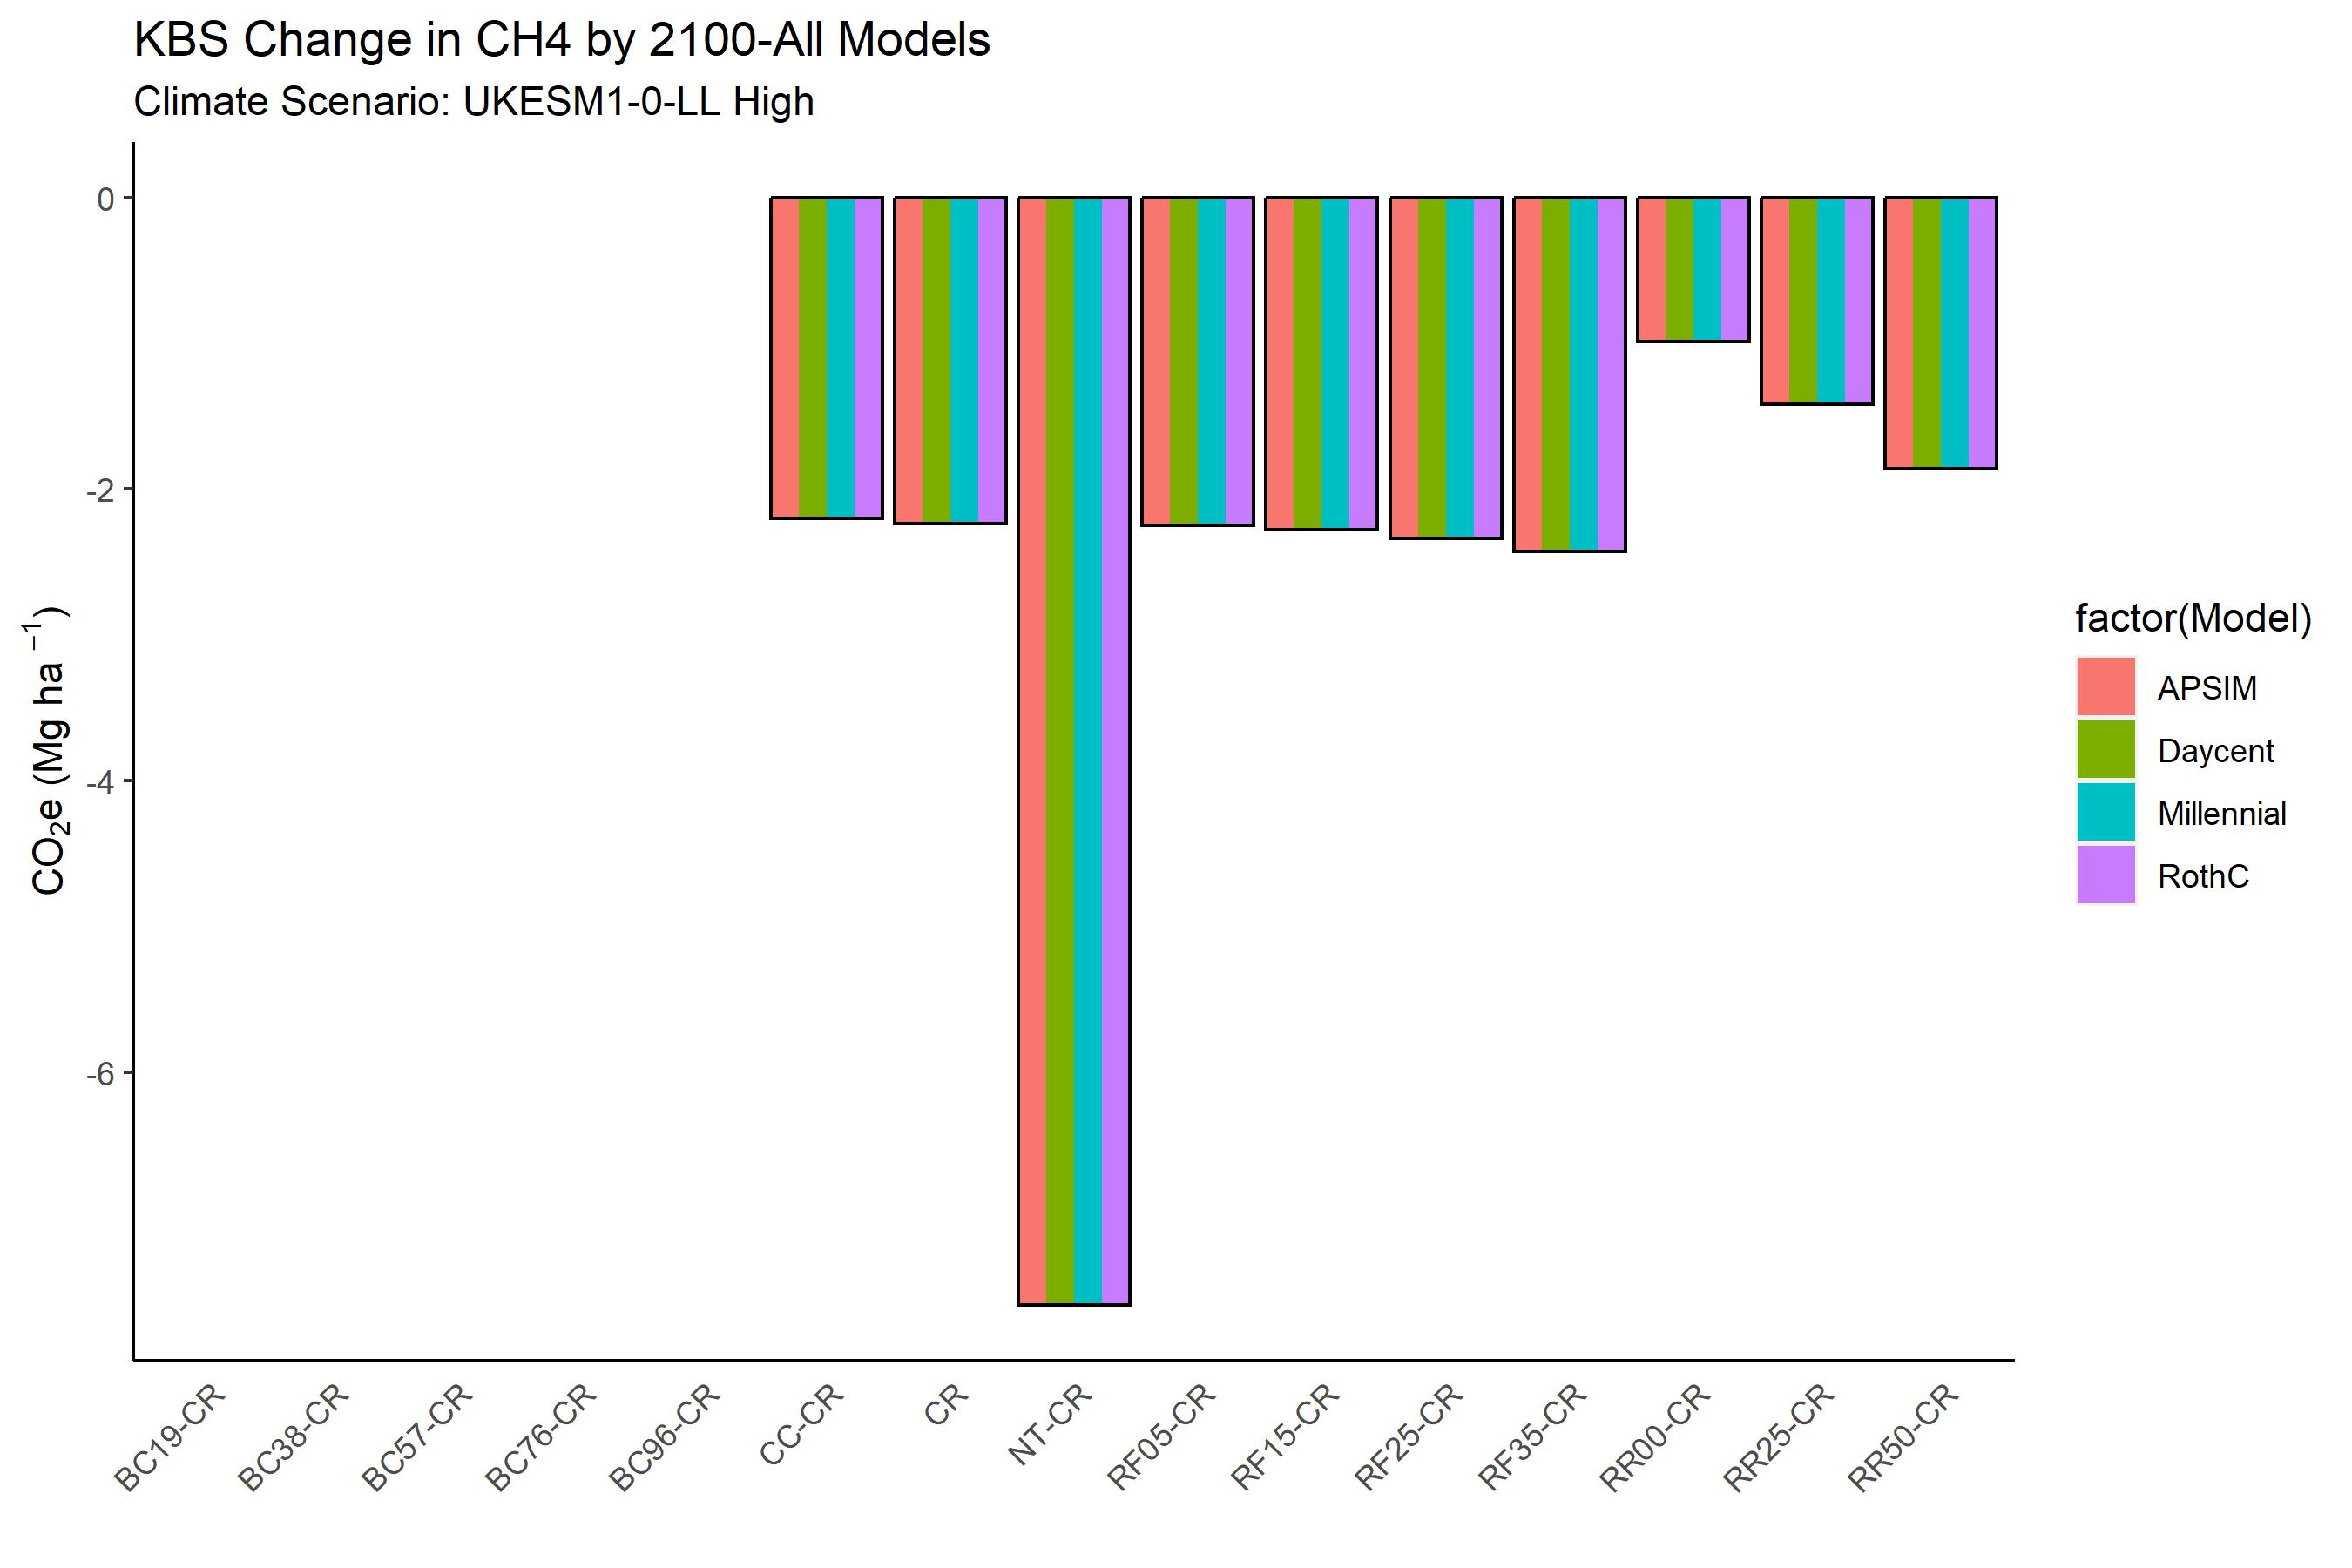 KBS Change in CH4 by 2100-All Models
Climate Scenario: UKESM1-0-LL High
CO₂e (Mg ha ⁻¹)
0
-2
-4
-6
BC19-CR
BC38-CR
BC57-CR
BC76-CR
BC96-CR
CC-CR
CR
NT-CR
RF05-CR
RF15-CR
RF25-CR
RF35-CR
RR00-CR
RR25-CR
RR50-CR
factor(Model)
APSIM
Daycent
Millennial
RothC